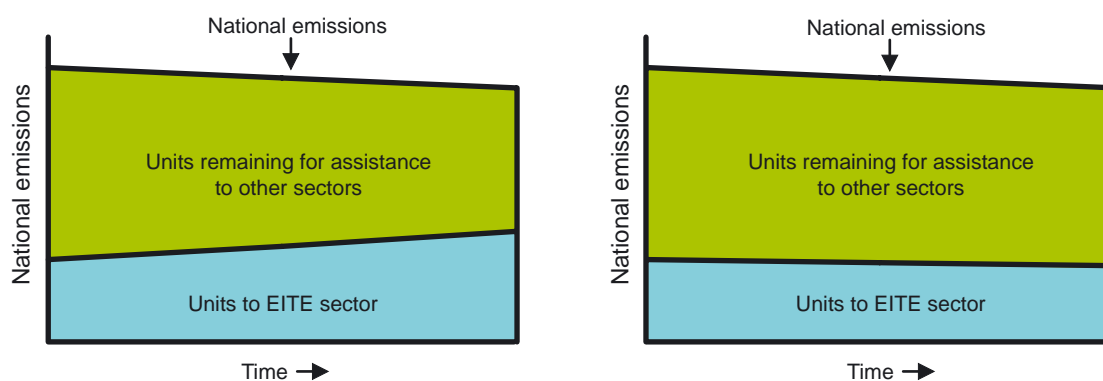 National emissions
National emissions
Units remaining for assistance
to other sectors
Units to EITE sector
Time
National emissions
National emissions
Units remaining for assistance
to other sectors
Units to EITE sector
Time